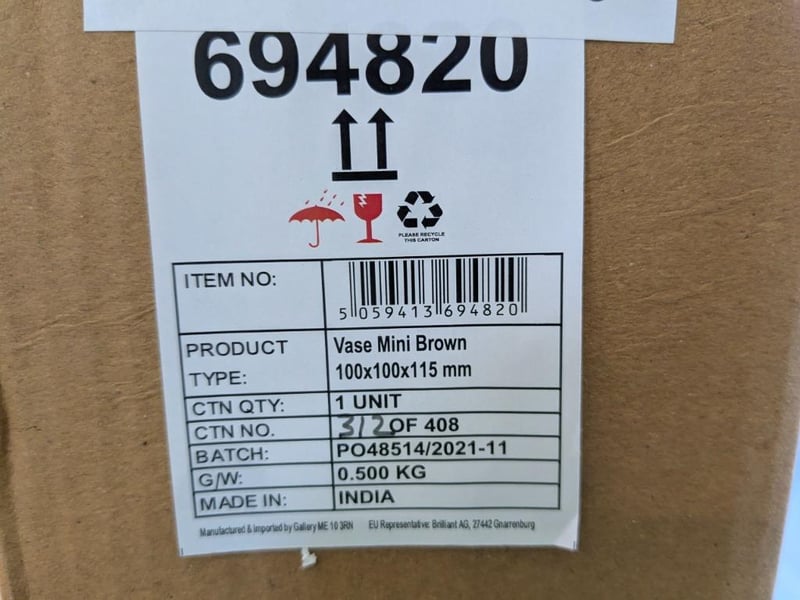 694820
PLEASE RECYCLE
THIS CARTON
ITEM NO:
5 059413 694820
PRODUCT TYPE: Vase Mini Brown
100x100x115 mm
CTN QTY: 1 UNIT
CTN NO. 312 OF 408
BATCH: PO48514/2021-11
G/W: 0.500 KG
MADE IN: INDIA
Manufactured & Imported by Gallery ME 10 3RN EU Representative: Brilliant AG, 27442 Gnarrenburg